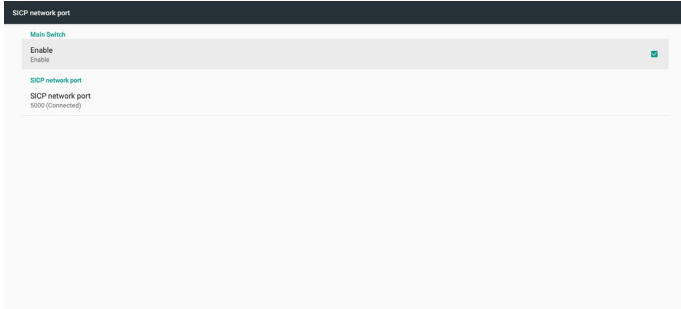 SICP network port
Main Switch
Enable
Enable
SICP network port
SICP network port
5000 (Connected)